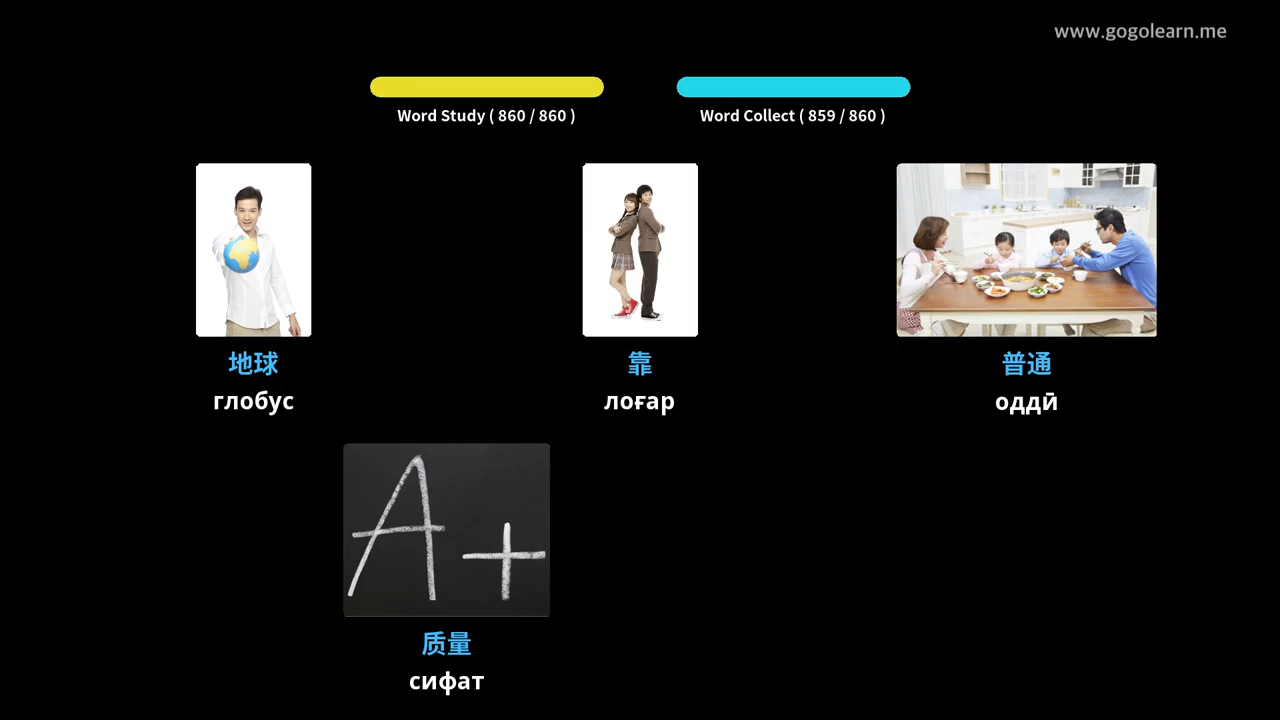 www.gogolearn.me
Word Study ( 860 / 860 )
Word Collect ( 859 / 860 )
地球
глобус
靠
лоғар
普通
оддӣ
A+
质量
сифат